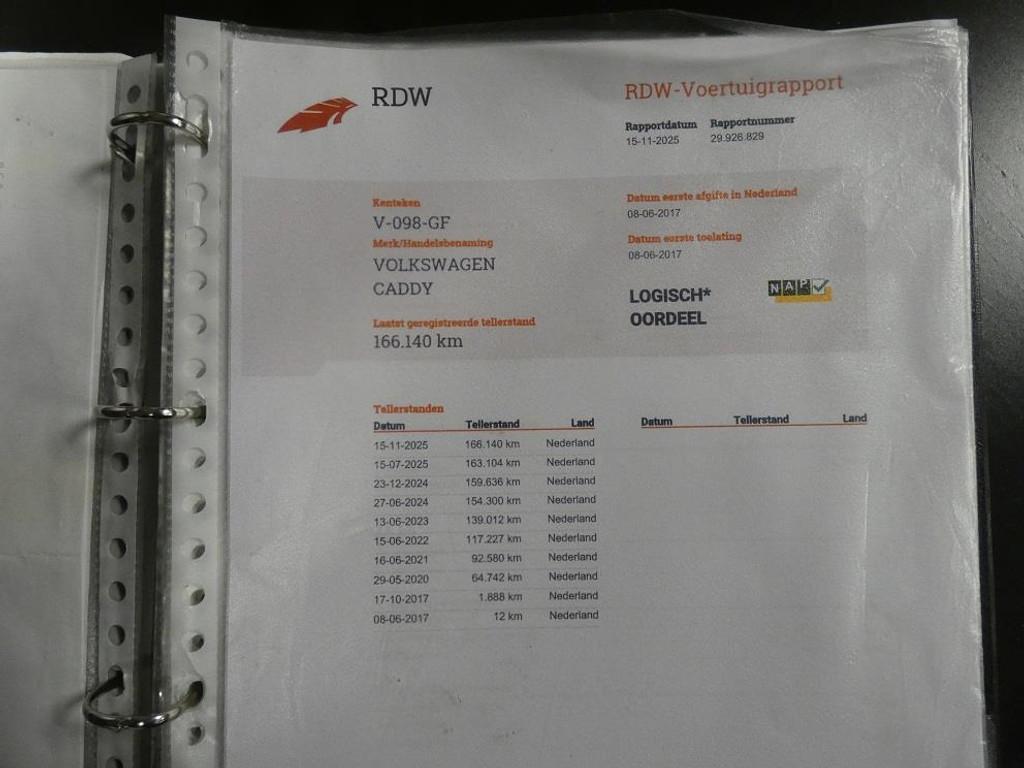 RDW
RDW-Voertuigrapport
Rapportdatum Rapportnummer
15-11-2025 29.926.829
Kenteken
V-098-GF
Merk/Handelsbenaming
VOLKSWAGEN
CADDY
Laatst geregistreerde tellerstand
166.140 km
Datum eerste afgifte in Nederland
08-06-2017
Datum eerste toelating
08-06-2017
LOGISCH*
OORDEEL
NAP
Tellerstanden
Datum Tellerstand Land
15-11-2025 166.140 km Nederland
15-07-2025 163.104 km Nederland
23-12-2024 159.636 km Nederland
27-06-2024 154.300 km Nederland
13-06-2023 139.012 km Nederland
15-06-2022 117.227 km Nederland
16-06-2021 92.580 km Nederland
29-05-2020 64.742 km Nederland
17-10-2017 1.888 km Nederland
08-06-2017 12 km Nederland
Datum Tellerstand Land